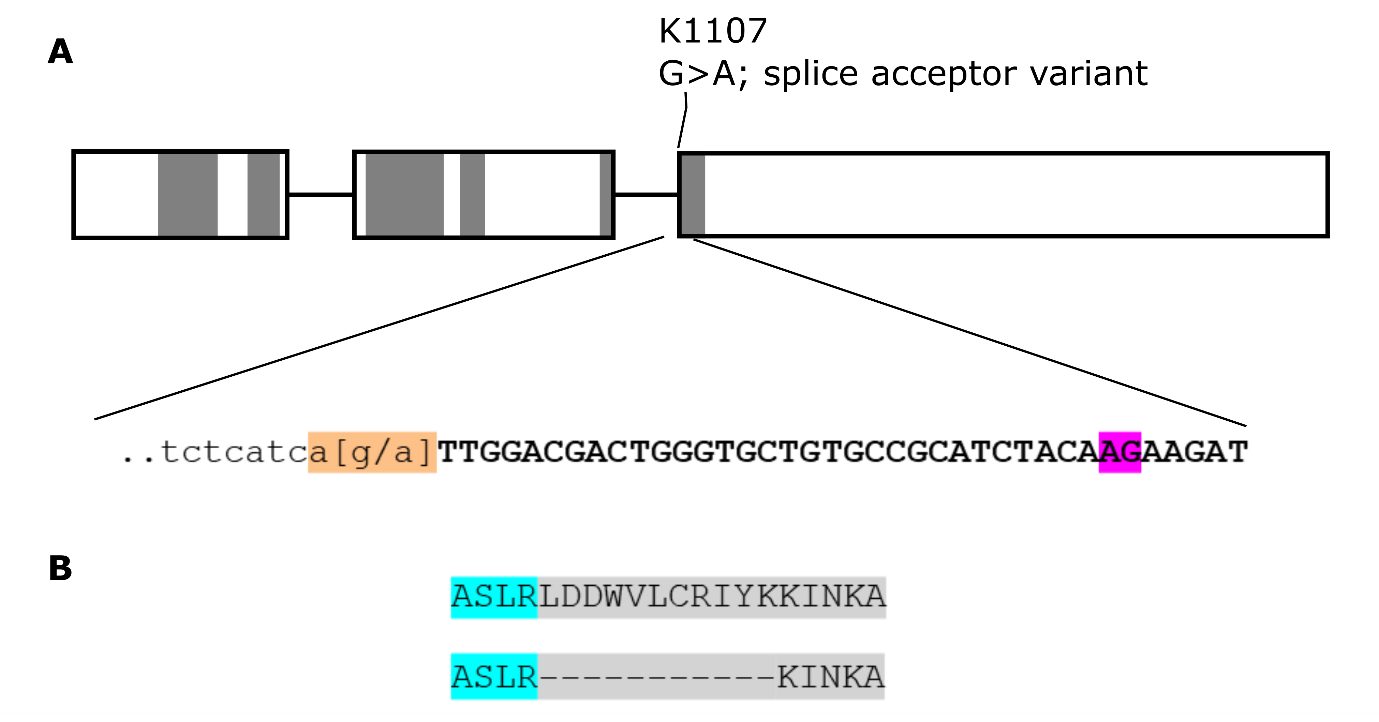 A
K1107
G>A; splice acceptor variant
..tctcatca[g/a]TTGGACGACTGGGTGCTGTGCCGCATCTACAAGAAGAT
B
ASLRLDDWVLCRIYKKINKA
ASLR-----------KINKA